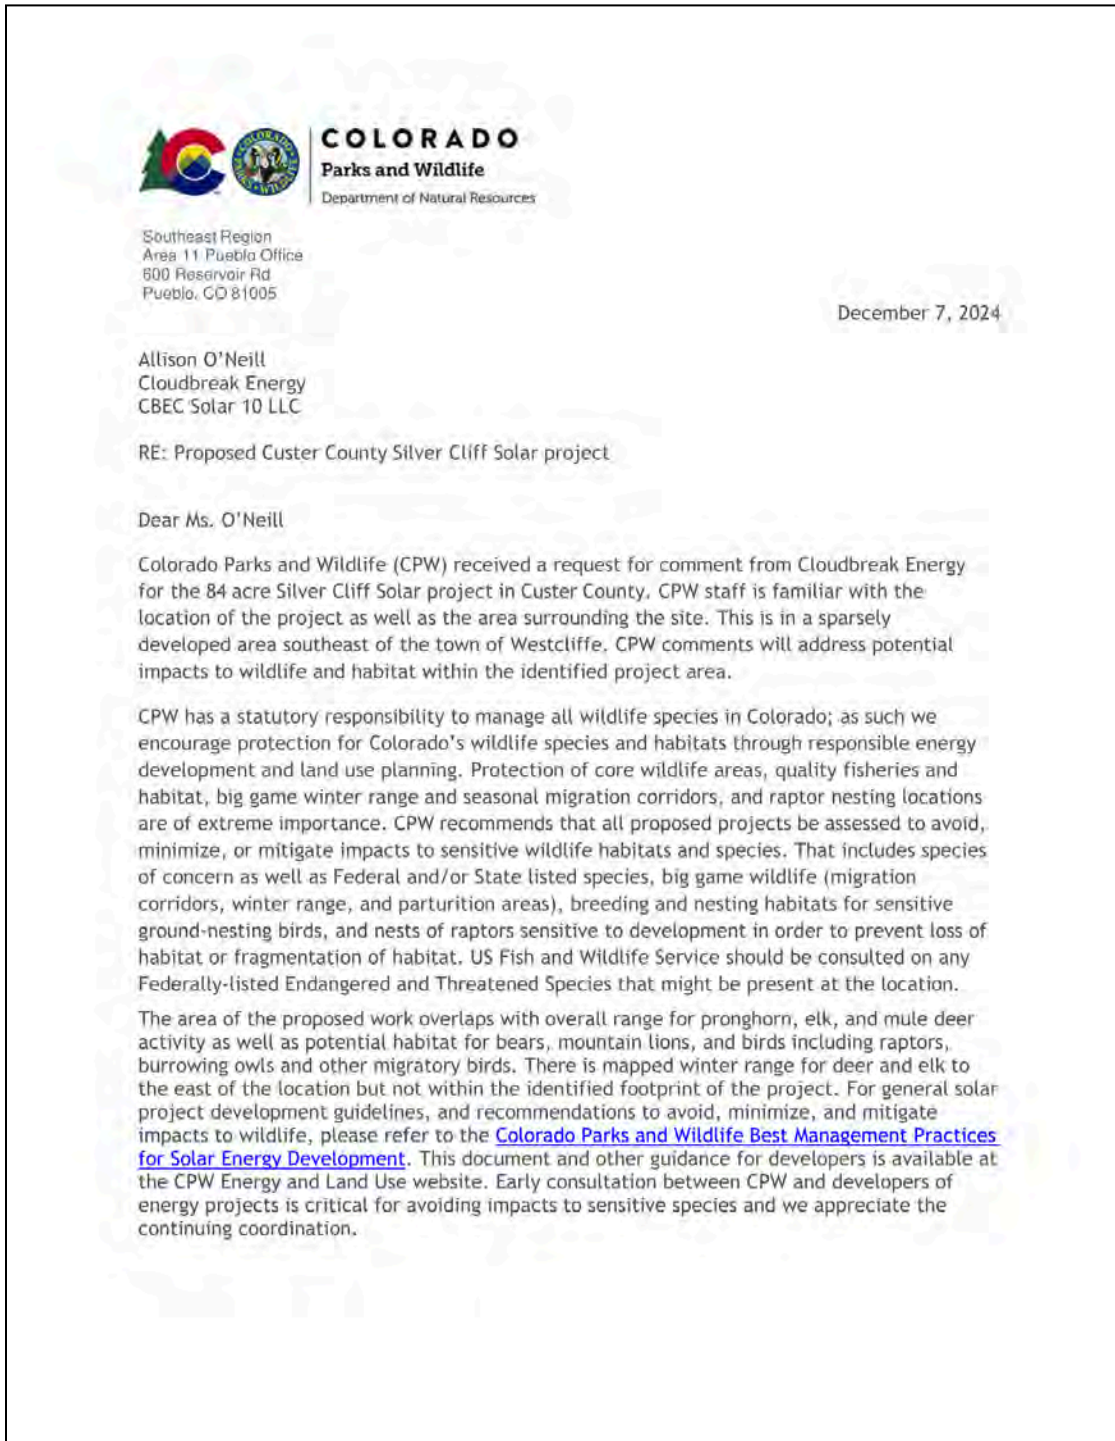 COLORADO
Parks and Wildlife
Department of Natural Resources
Southeast Region
Area 11 Pueblo Office
600 Reservoir Rd
Pueblo, CO 81005
December 7, 2024
Allison O'Neill
Cloudbreak Energy
CBEC Solar 10 LLC
RE: Proposed Custer County Silver Cliff Solar project
Dear Ms. O'Neill
Colorado Parks and Wildlife (CPW) received a request for comment from Cloudbreak Energy
for the 84 acre Silver Cliff Solar project in Custer County. CPW staff is familiar with the
location of the project as well as the area surrounding the site. This is in a sparsely
developed area southeast of the town of Westcliffe. CPW comments will address potential
impacts to wildlife and habitat within the identified project area.
CPW has a statutory responsibility to manage all wildlife species in Colorado; as such we
encourage protection for Colorado's wildlife species and habitats through responsible energy
development and land use planning. Protection of core wildlife areas, quality fisheries and
habitat, big game winter range and seasonal migration corridors, and raptor nesting locations
are of extreme importance. CPW recommends that all proposed projects be assessed to avoid,
minimize, or mitigate impacts to sensitive wildlife habitats and species. That includes species
of concern as well as Federal and/or State listed species, big game wildlife (migration
corridors, winter range, and parturition areas), breeding and nesting habitats for sensitive
ground-nesting birds, and nests of raptors sensitive to development in order to prevent loss of
habitat or fragmentation of habitat. US Fish and Wildlife Service should be consulted on any
Federally-listed Endangered and Threatened Species that might be present at the location.
The area of the proposed work overlaps with overall range for pronghorn, elk, and mule deer
activity as well as potential habitat for bears, mountain lions, and birds including raptors,
burrowing owls and other migratory birds. There is mapped winter range for deer and elk to
the east of the location but not within the identified footprint of the project. For general solar
project development guidelines, and recommendations to avoid, minimize, and mitigate
impacts to wildlife, please refer to the Colorado Parks and Wildlife Best Management Practices
for Solar Energy Development. This document and other guidance for developers is available at
the CPW Energy and Land Use website. Early consultation between CPW and developers of
energy projects is critical for avoiding impacts to sensitive species and we appreciate the
continuing coordination.